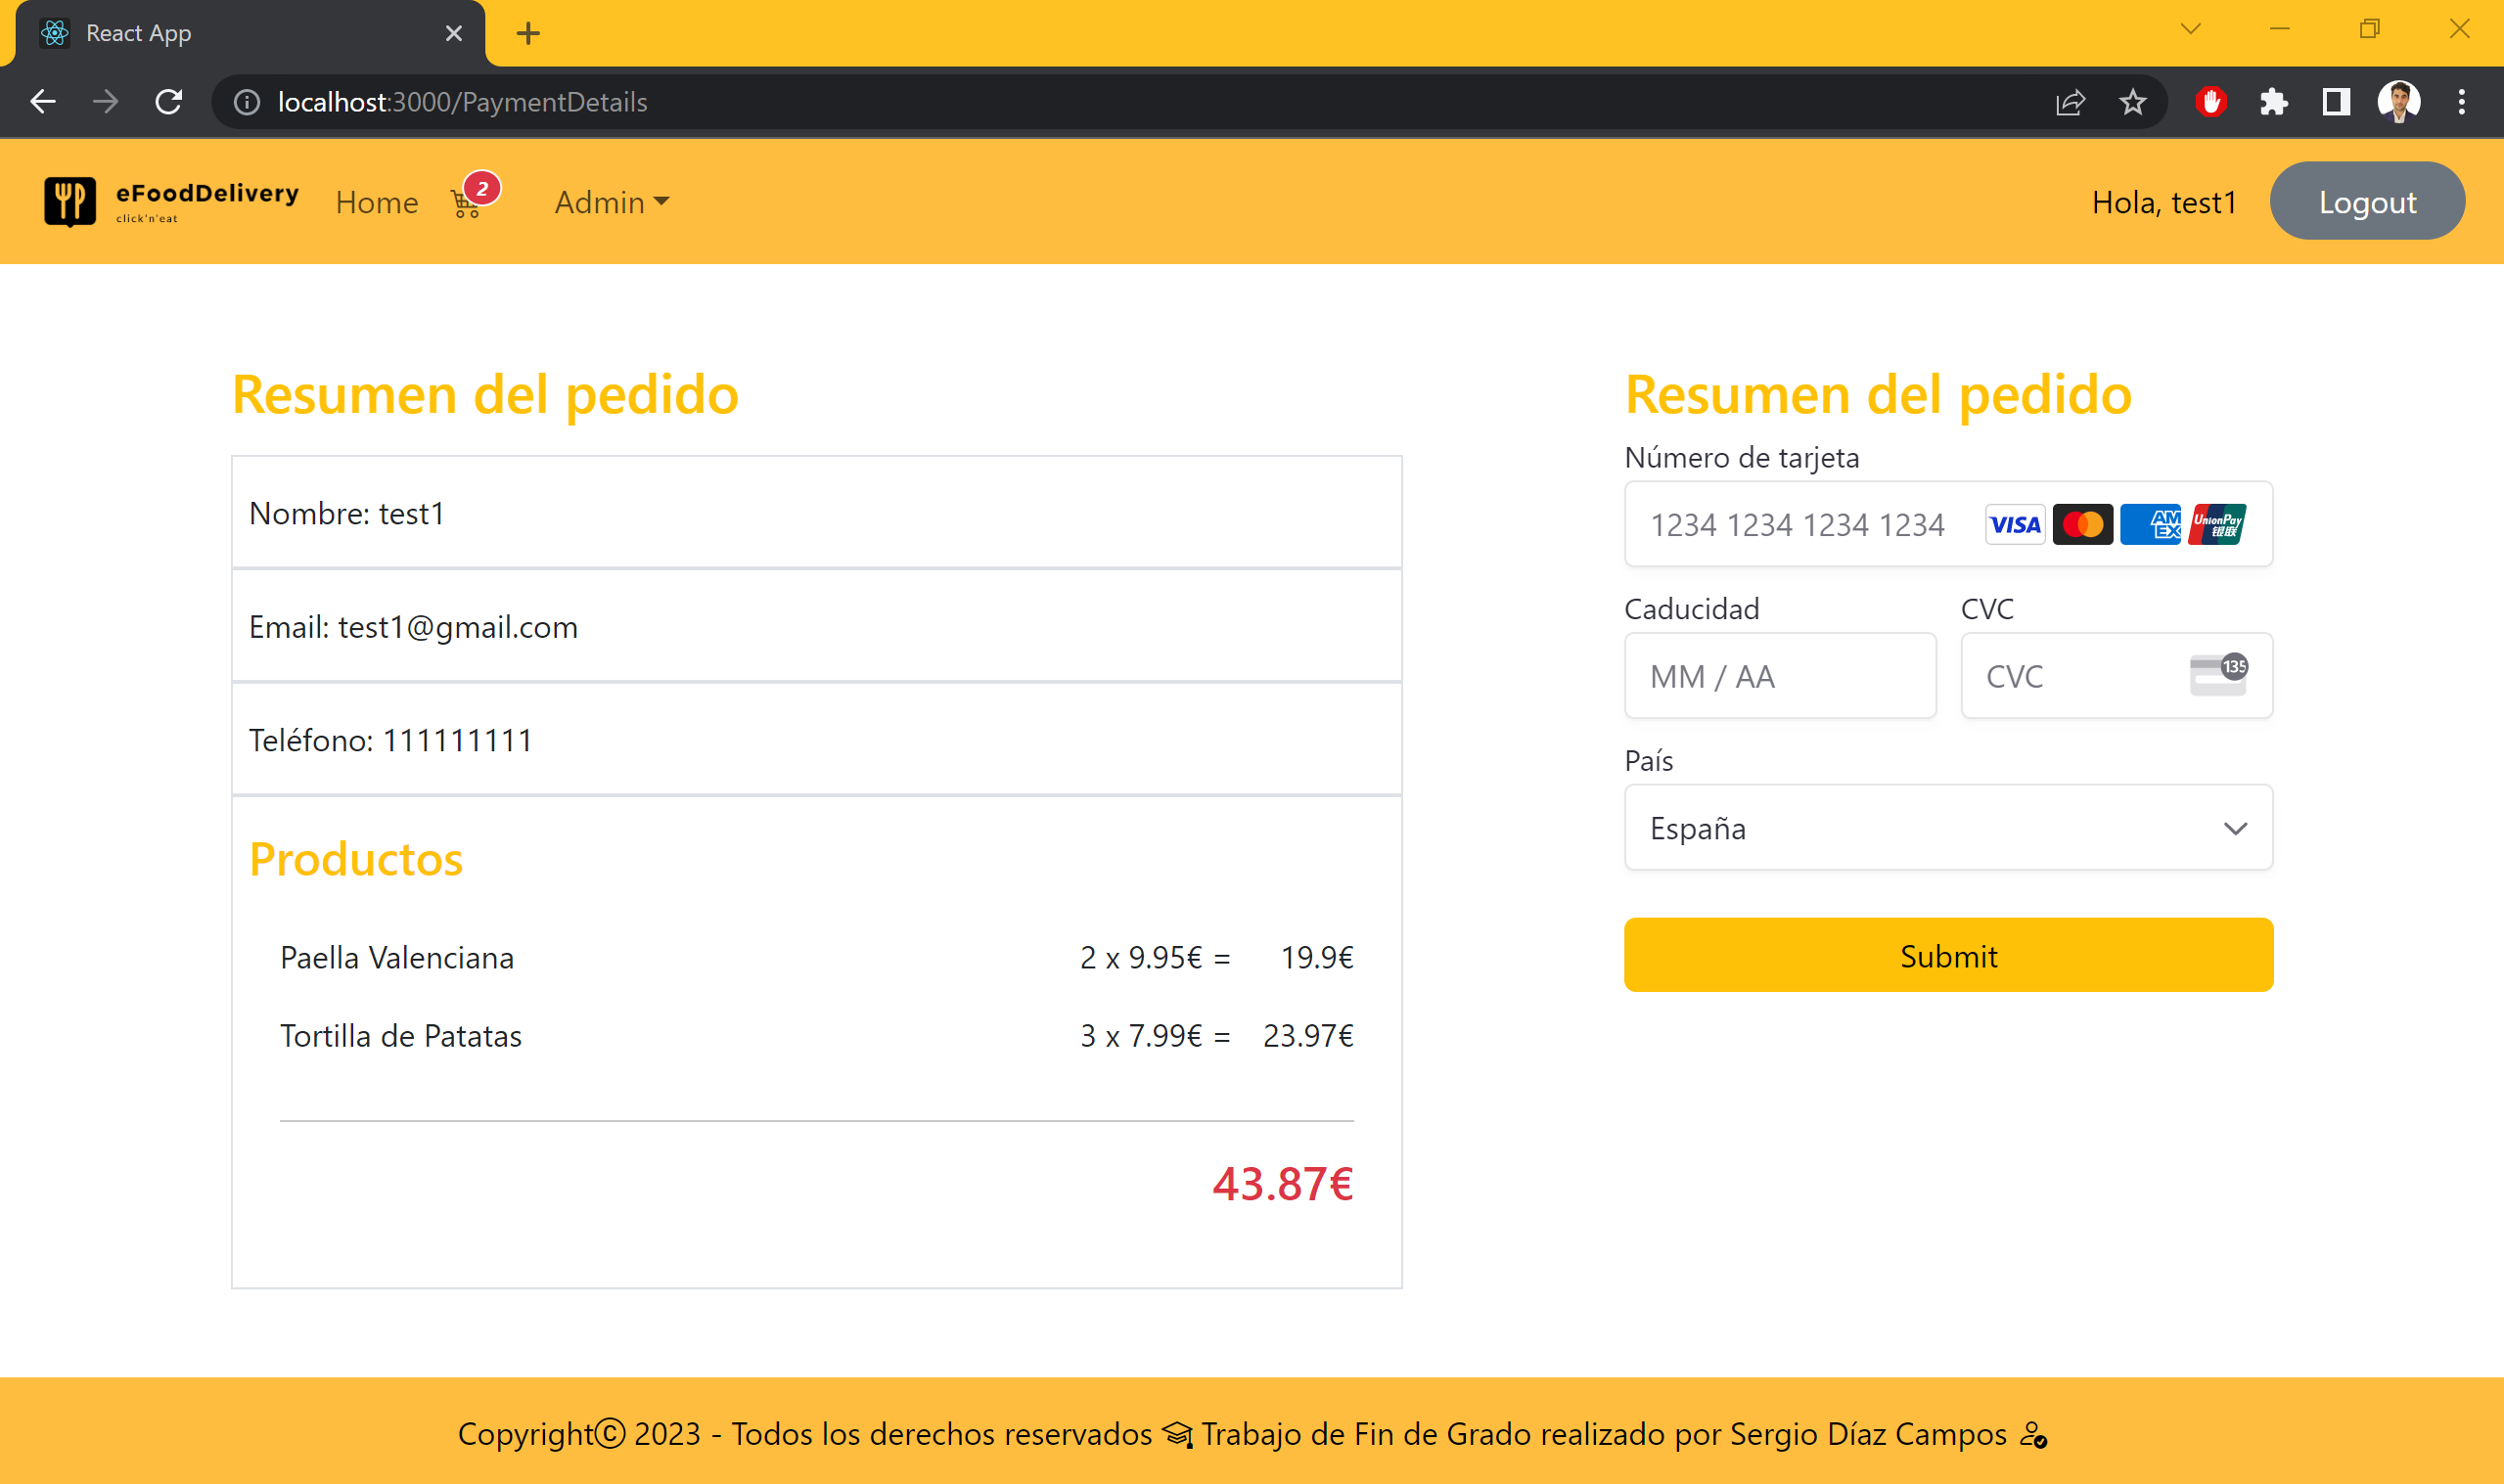 React App
localhost:3000/PaymentDetails
eFoodDelivery
click'n'eat
Home
2
Admin
Hola, test1
Logout
Resumen del pedido
Nombre: test1
Email: test1@gmail.com
Teléfono: 111111111
Productos
Paella Valenciana 2 x 9.95€ = 19.9€
Tortilla de Patatas 3 x 7.99€ = 23.97€
43.87€
Resumen del pedido
Número de tarjeta
1234 1234 1234 1234 VISA AMEX UnionPay 银联
Caducidad CVC
MM / AA CVC 135
País
España
Submit
Copyright© 2023 - Todos los derechos reservados Trabajo de Fin de Grado realizado por Sergio Díaz Campos